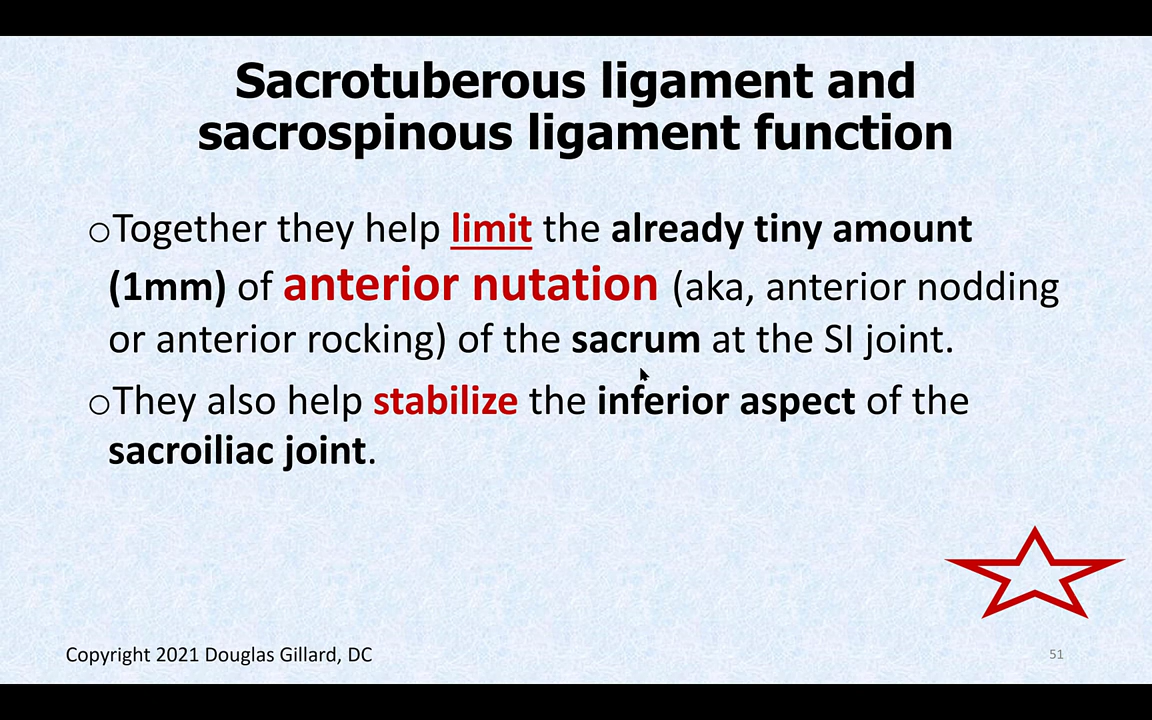 Sacrotuberous ligament and
sacrospinous ligament function
○Together they help limit the already tiny amount
(1mm) of anterior nutation (aka, anterior nodding
or anterior rocking) of the sacrum at the SI joint.
○They also help stabilize the inferior aspect of the
sacroiliac joint.
Copyright 2021 Douglas Gillard, DC
51